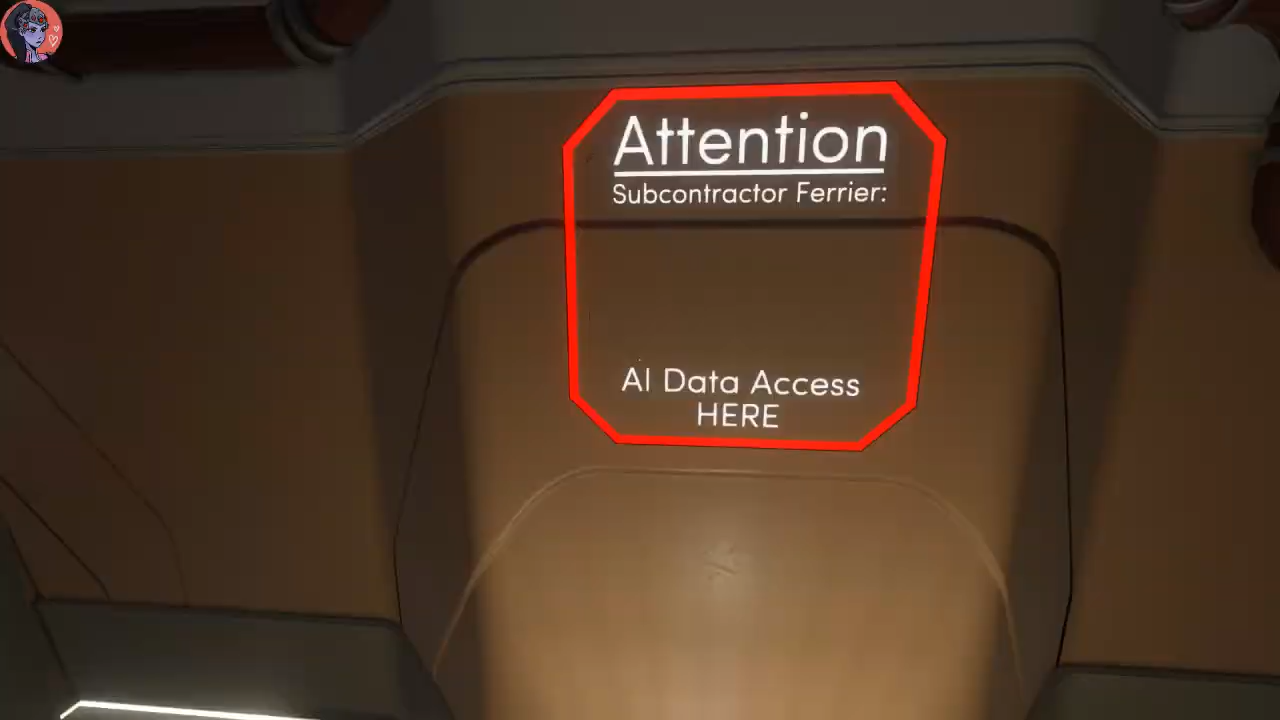 Attention
Subcontractor Ferrier:
AI Data Access
HERE